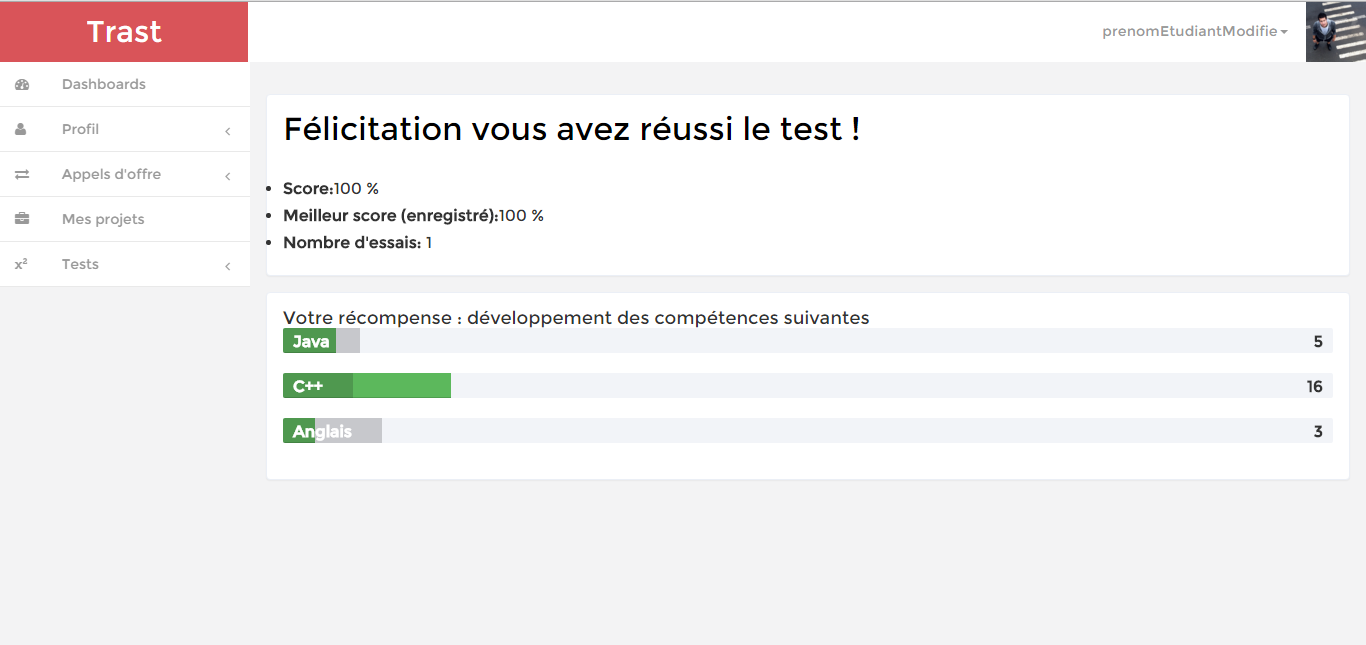 Trast
prenomEtudiantModifie
Dashboards
Profil
Appels d'offre
Mes projets
x² Tests
Félicitation vous avez réussi le test !
Score:100 %
Meilleur score (enregistré):100 %
Nombre d'essais: 1
Votre récompense : développement des compétences suivantes
Java 5
C++ 16
Anglais 3